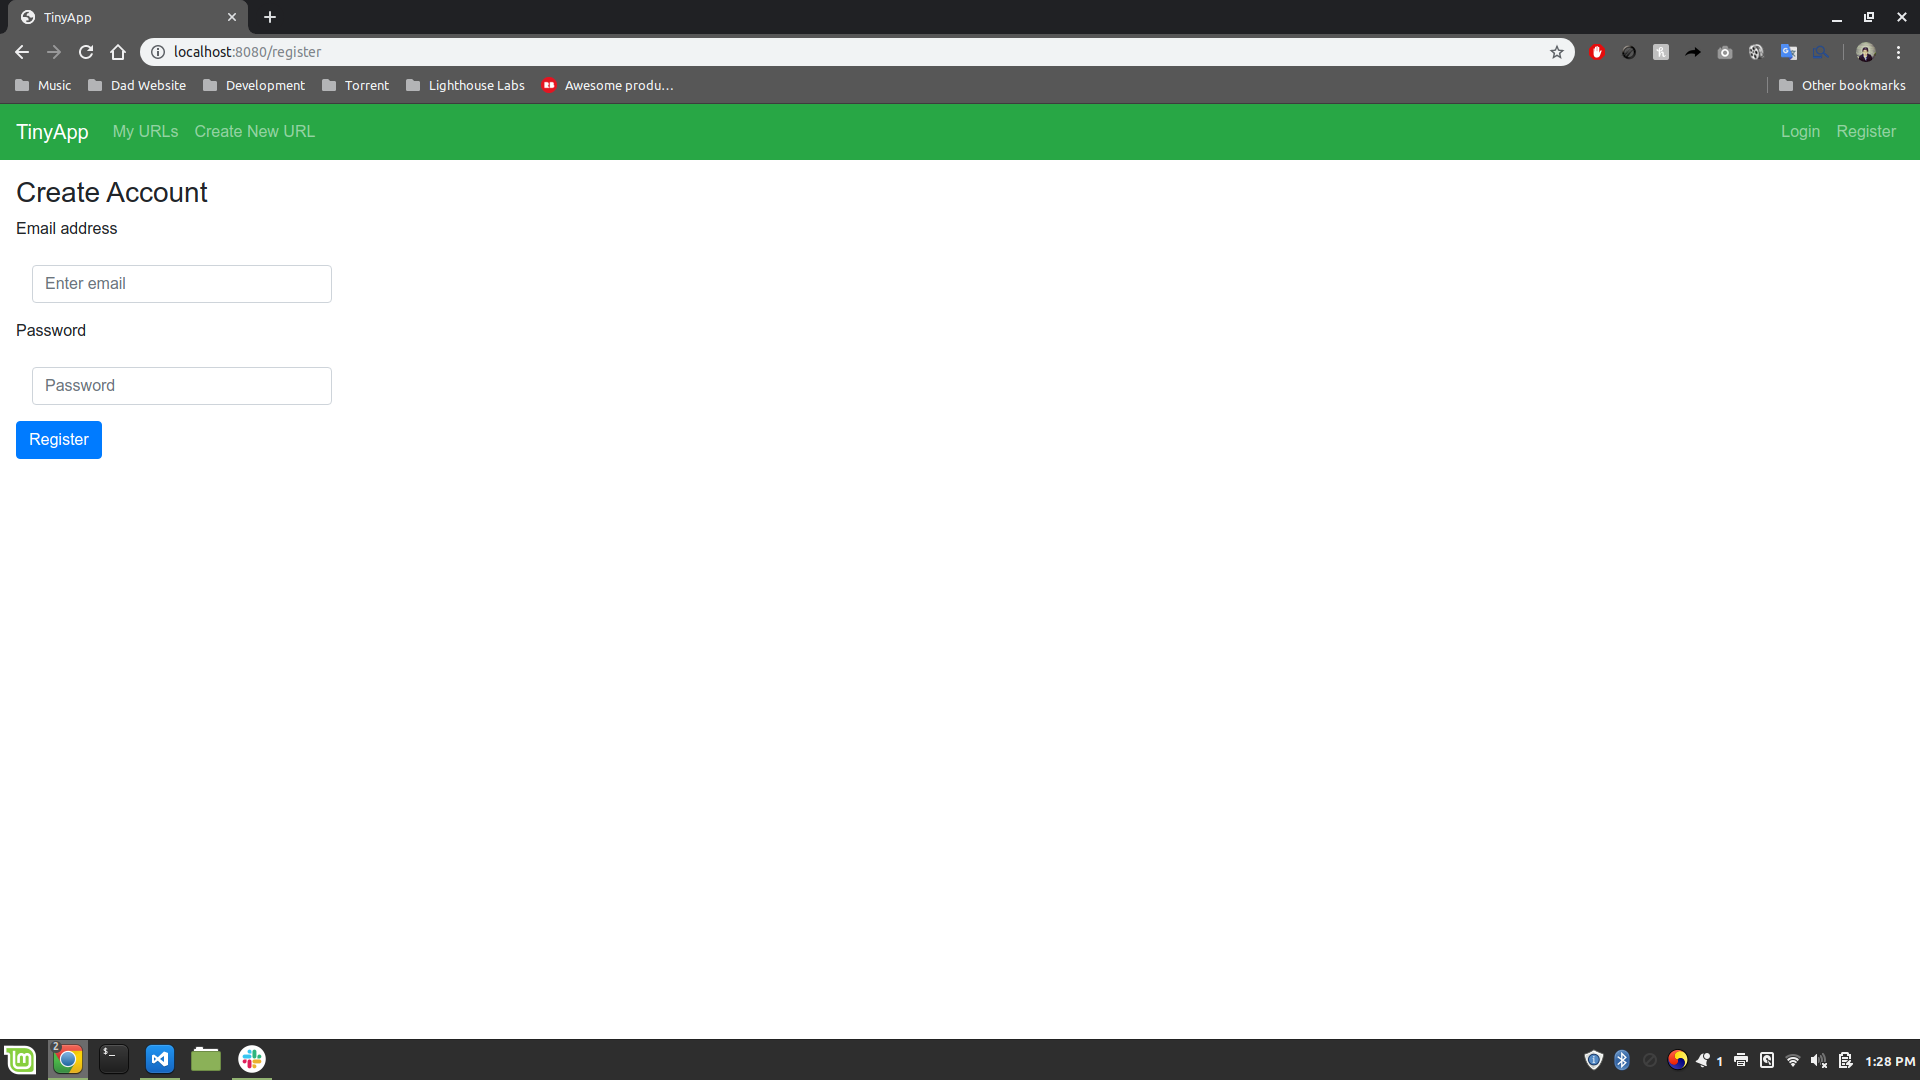 TinyApp
localhost:8080/register
Music Dad Website Development Torrent Lighthouse Labs Awesome produ... Other bookmarks
TinyApp My URLs Create New URL Login Register
Create Account
Email address
Enter email
Password
Password
Register
2 $_ 1 1:28 PM